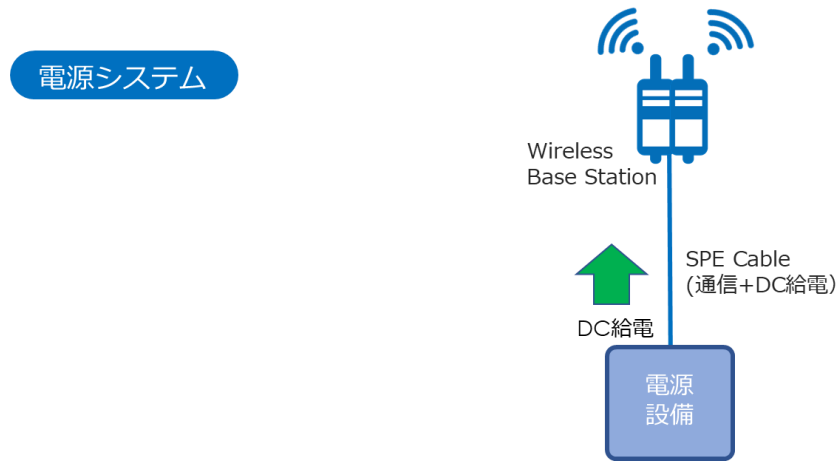 電源システム
Wireless
Base Station
SPE Cable
(通信+DC給電)
DC給電
電源
設備